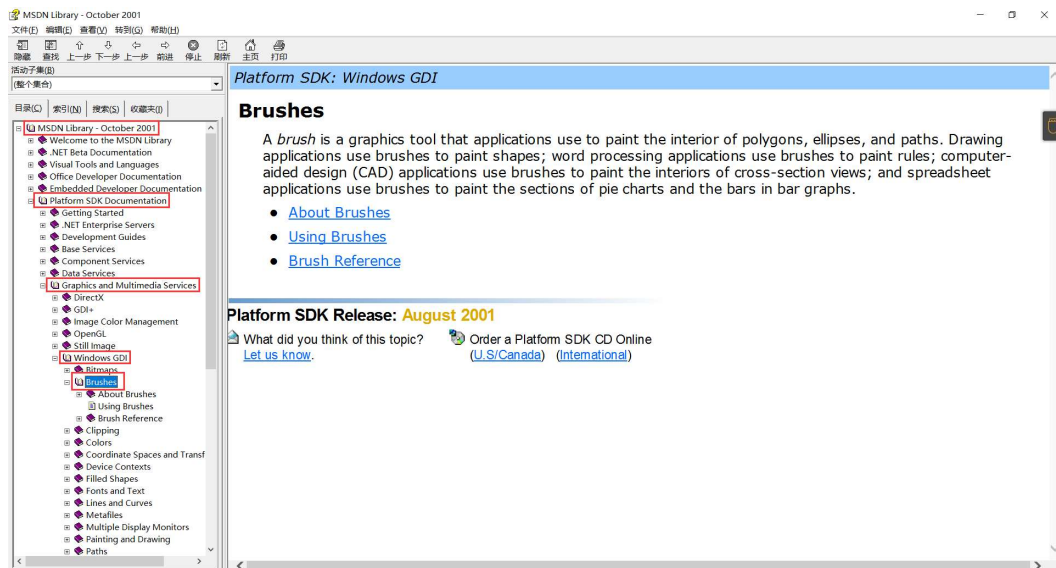 MSDN Library - October 2001
文件(F) 编辑(E) 查看(V) 转到(G) 帮助(H)
隐藏 查找 上一步 下一步 上一步 前进 停止 刷新 主页 打印
活动子集(B)
(整个集合)
目录(C) 索引(N) 搜索(S) 收藏夹(I)
MSDN Library - October 2001
Welcome to the MSDN Library
.NET Beta Documentation
Visual Tools and Languages
Office Developer Documentation
Embedded Developer Documentation
Platform SDK Documentation
Getting Started
.NET Enterprise Servers
Development Guides
Base Services
Component Services
Data Services
Graphics and Multimedia Services
DirectX
GDI+
Image Color Management
OpenGL
Still Image
Windows GDI
Bitmaps
Brushes
About Brushes
Using Brushes
Brush Reference
Clipping
Colors
Coordinate Spaces and Transf
Device Contexts
Filled Shapes
Fonts and Text
Lines and Curves
Metafiles
Multiple Display Monitors
Painting and Drawing
Paths
Platform SDK: Windows GDI
Brushes
A brush is a graphics tool that applications use to paint the interior of polygons, ellipses, and paths. Drawing
applications use brushes to paint shapes; word processing applications use brushes to paint rules; computer-
aided design (CAD) applications use brushes to paint the interiors of cross-section views; and spreadsheet
applications use brushes to paint the sections of pie charts and the bars in bar graphs.
About Brushes
Using Brushes
Brush Reference
Platform SDK Release: August 2001
What did you think of this topic? Order a Platform SDK CD Online
Let us know. (U.S/Canada) (International)